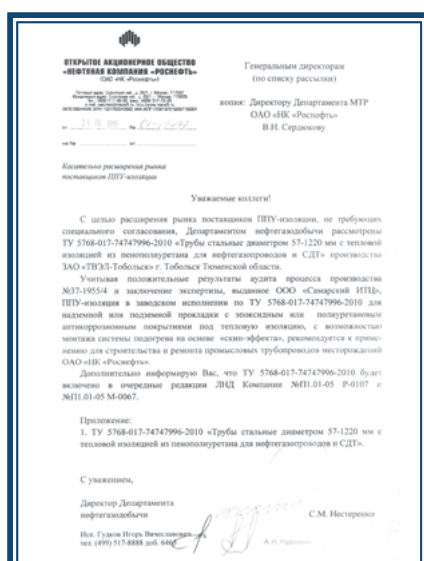 ОТКРЫТОЕ АКЦИОНЕРНОЕ ОБЩЕСТВО
«НЕФТЯНАЯ КОМПАНИЯ «РОСНЕФТЬ»
(ОАО «НК «Роснефть»)
Генеральным директорам
(по списку рассылки)
копия: Директору Департамента МТР
ОАО «НК «Роснефть»
В.Н. Сердюкову
на № от
Касательно расширения рынка
поставщиков ППУ-изоляции
Уважаемые коллеги!
С целью расширения рынка поставщиков ППУ-изоляции, не требующих
специального согласования, Департаментом нефтегазодобычи рассмотрены
ТУ 5768-017-74747996-2010 «Трубы стальные диаметром 57-1220 мм с тепловой
изоляцией из пенополиуретана для нефтегазопроводов и СДТ» производства
ЗАО «ТВЭЛ-Тобольск» г. Тобольск Тюменской области.
Учитывая положительные результаты аудита процесса производства
№37-1955/4 и заключение экспертизы, выданное ООО «Самарский ИТЦ»,
ППУ-изоляция в заводском исполнении по ТУ 5768-017-74747996-2010 для
надземной или подземной прокладки с эпоксидным или полиуретановым
антикоррозионным покрытиями под тепловую изоляцию, с возможностью
монтажа системы подогрева на основе «скин-эффекта», рекомендуется к приме-
нению для строительства и ремонта промысловых трубопроводов месторождений
ОАО «НК «Роснефть».
Дополнительно информирую Вас, что ТУ 5768-017-74747996-2010 будет
включено в очередные редакции ЛНД Компании №П1.01-05 Р-0107 и
№П1.01-05 М-0067.
Приложение:
1. ТУ 5768-017-74747996-2010 «Трубы стальные диаметром 57-1220 мм с
тепловой изоляцией из пенополиуретана для нефтегазопроводов и СДТ».
С уважением,
Директор Департамента
нефтегазодобычи
С.М. Нестеренко
Исп. Гудков Игорь Вячеславович
тел. (499) 517-8888 доб. 6465